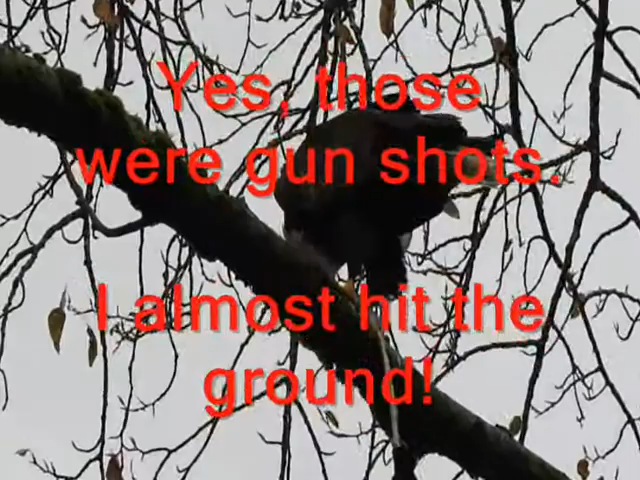 Yes, those
were gun shots.
I almost hit the
ground!